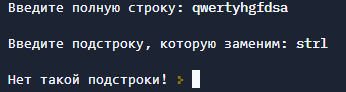 Введите полную строку: qwertyhgfdsa
Введите подстроку, которую заменим: strl
Нет такой подстроки! >